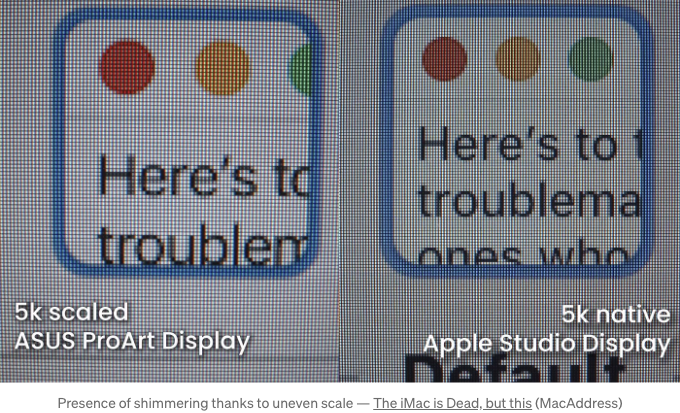 Here's to
troublem
5k scaled
ASUS ProArt Display
Here's to t
troublema
ones who
5k native
Apple Studio Display
Default
Presence of shimmering thanks to uneven scale — The iMac is Dead, but this (MacAddress)